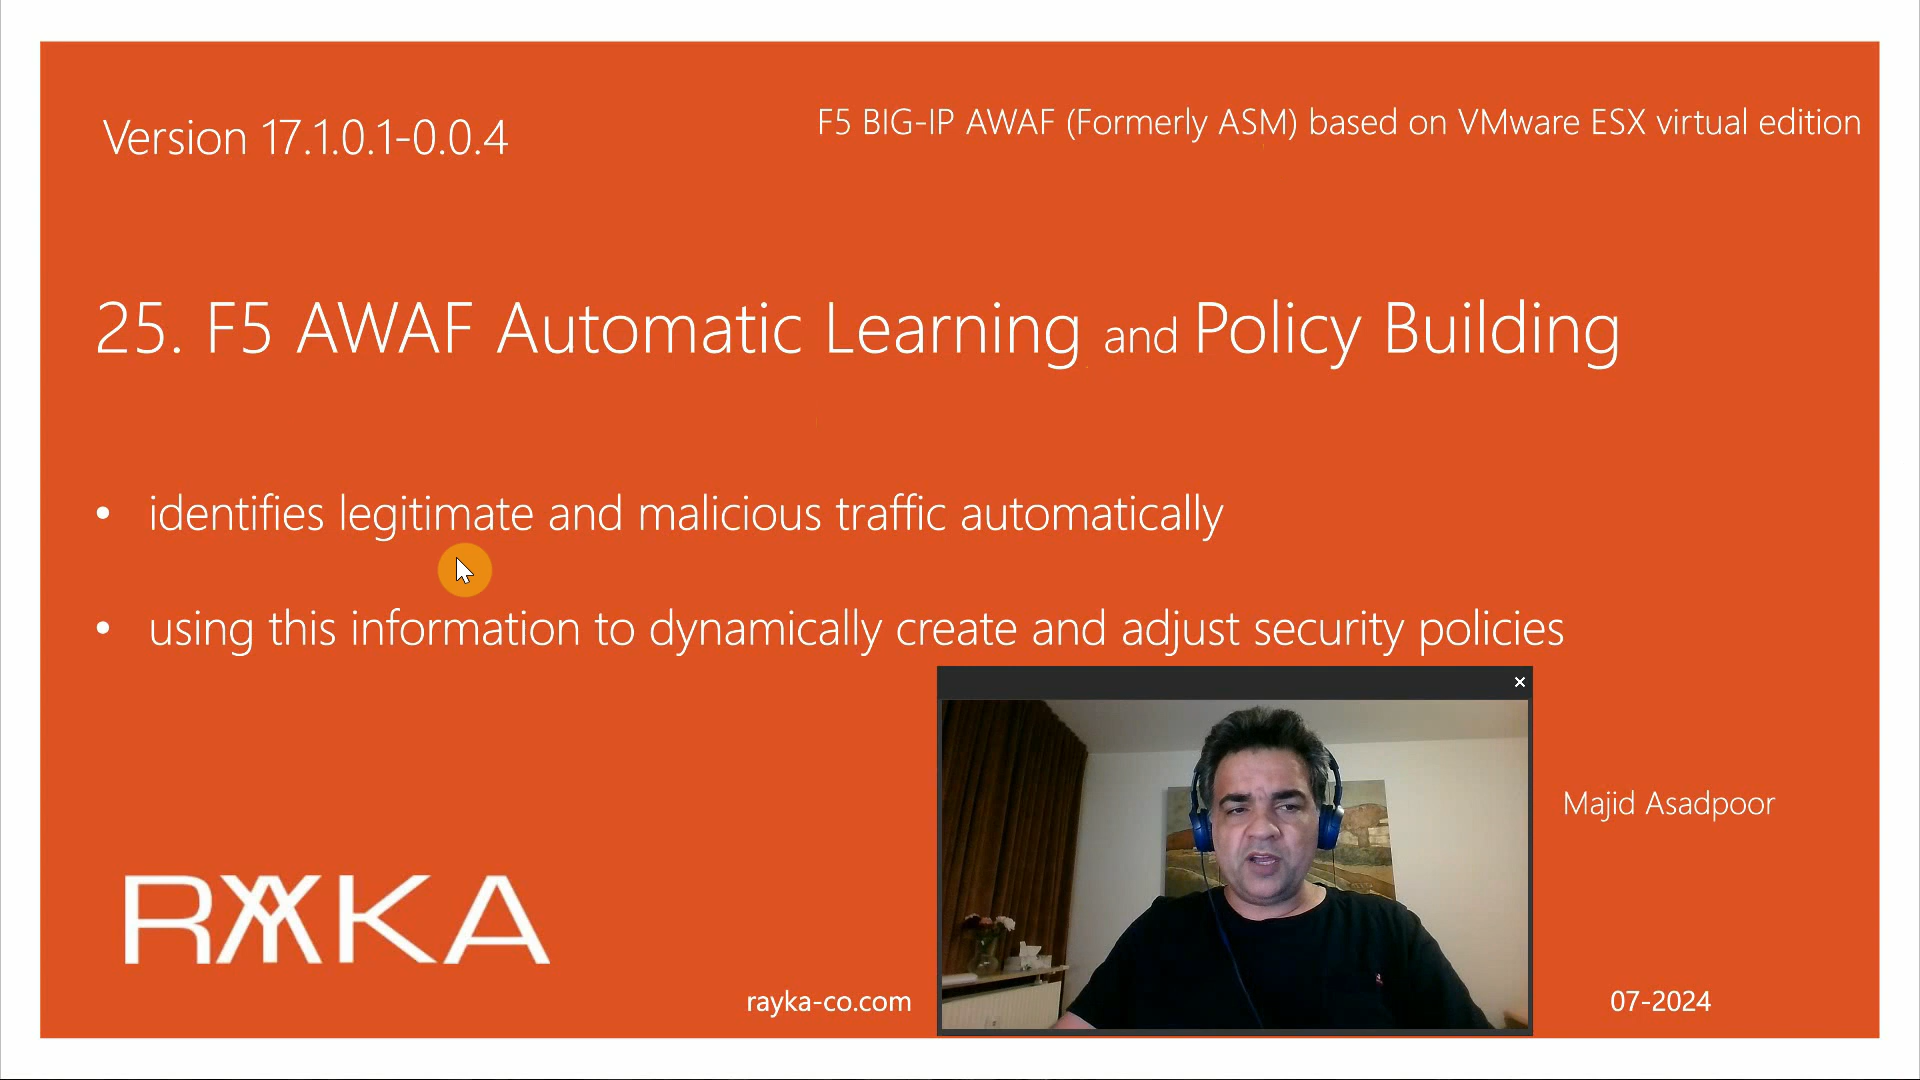 Version 17.1.0.1-0.0.4
F5 BIG-IP AWAF (Formerly ASM) based on VMware ESX virtual edition
25. F5 AWAF Automatic Learning and Policy Building
• identifies legitimate and malicious traffic automatically
• using this information to dynamically create and adjust security policies
Majid Asadpoor
RAYKA
rayka-co.com
07-2024